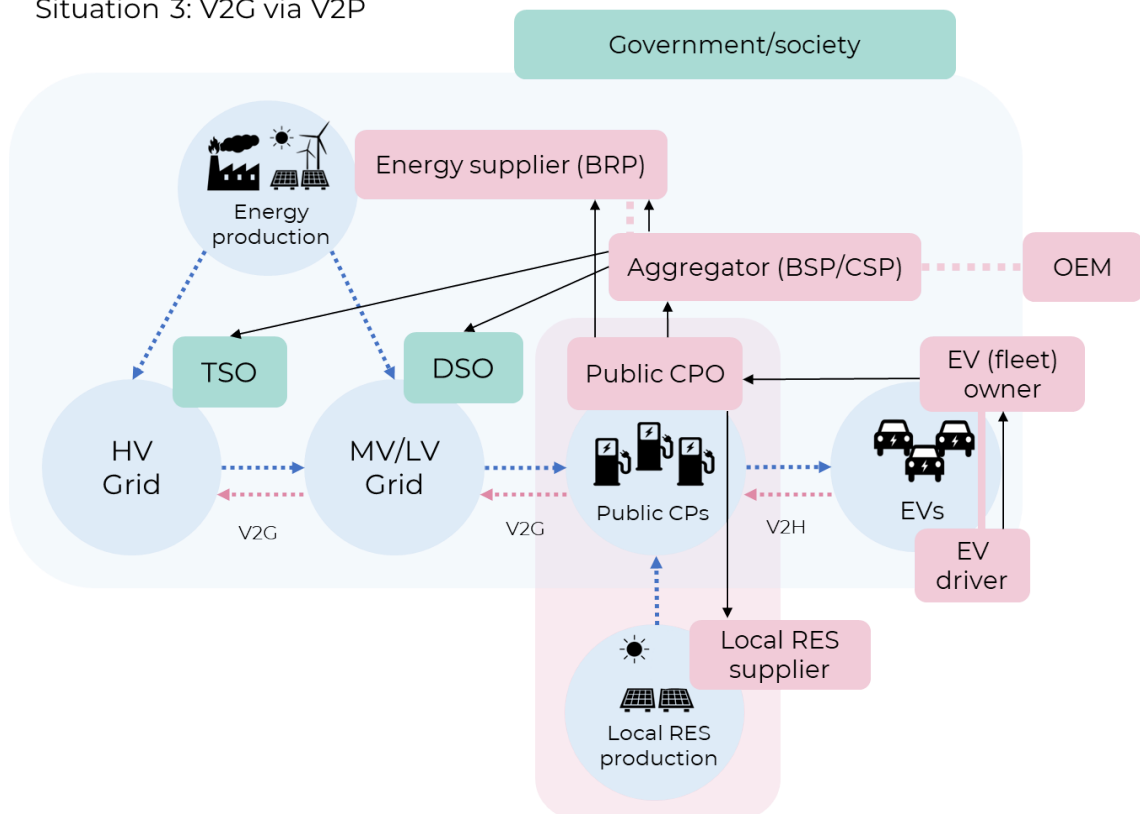 Situation 3: V2G via V2P
Government/society
Energy supplier (BRP)
Energy
production
Aggregator (BSP/CSP)
OEM
TSO
DSO
Public CPO
EV (fleet)
owner
HV
Grid
MV/LV
Grid
Public CPs
EVs
V2G
V2G
V2H
EV
driver
Local RES
supplier
Local RES
production